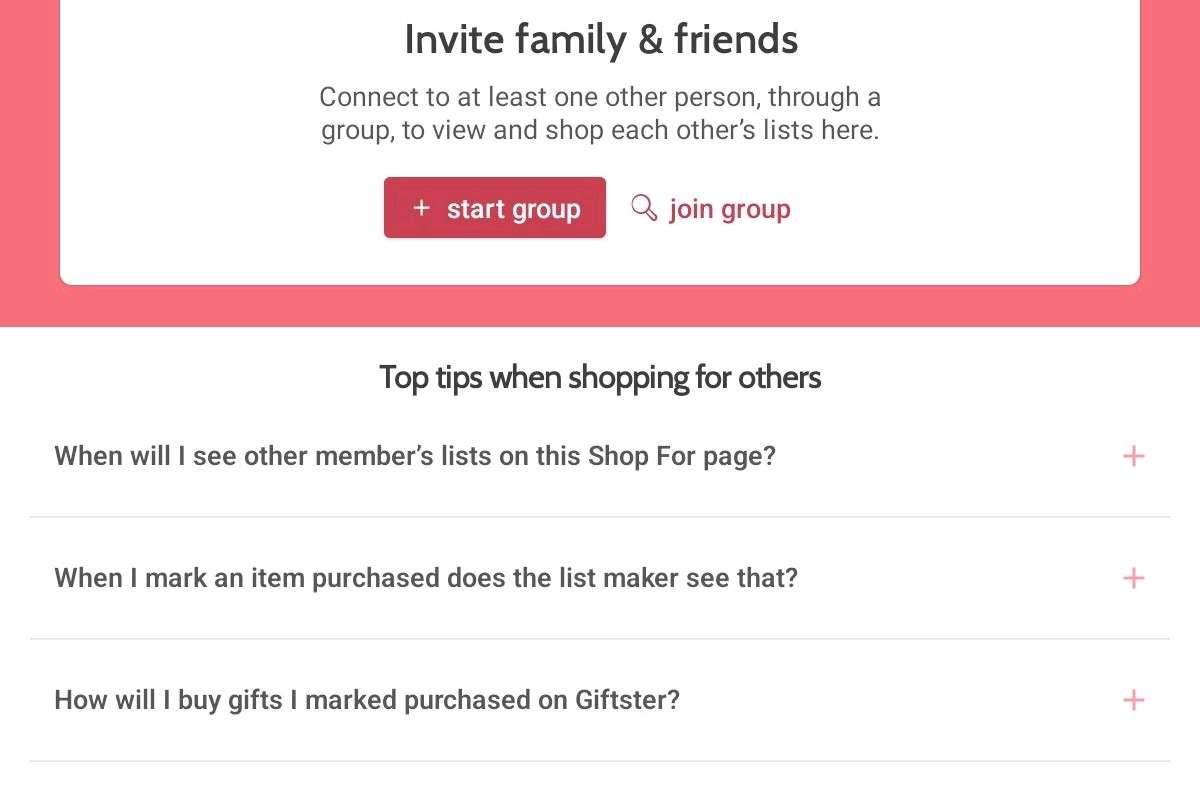 Invite family & friends
Connect to at least one other person, through a
group, to view and shop each other’s lists here.
+ start group
join group
Top tips when shopping for others
When will I see other member’s lists on this Shop For page?
When I mark an item purchased does the list maker see that?
How will I buy gifts I marked purchased on Giftster?